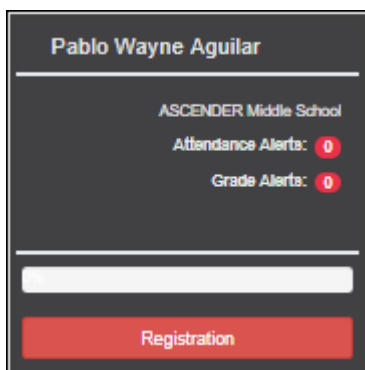 Pablo Wayne Aguilar
ASCENDER Middle School
Attendance Alerts: 0
Grade Alerts: 0
Registration